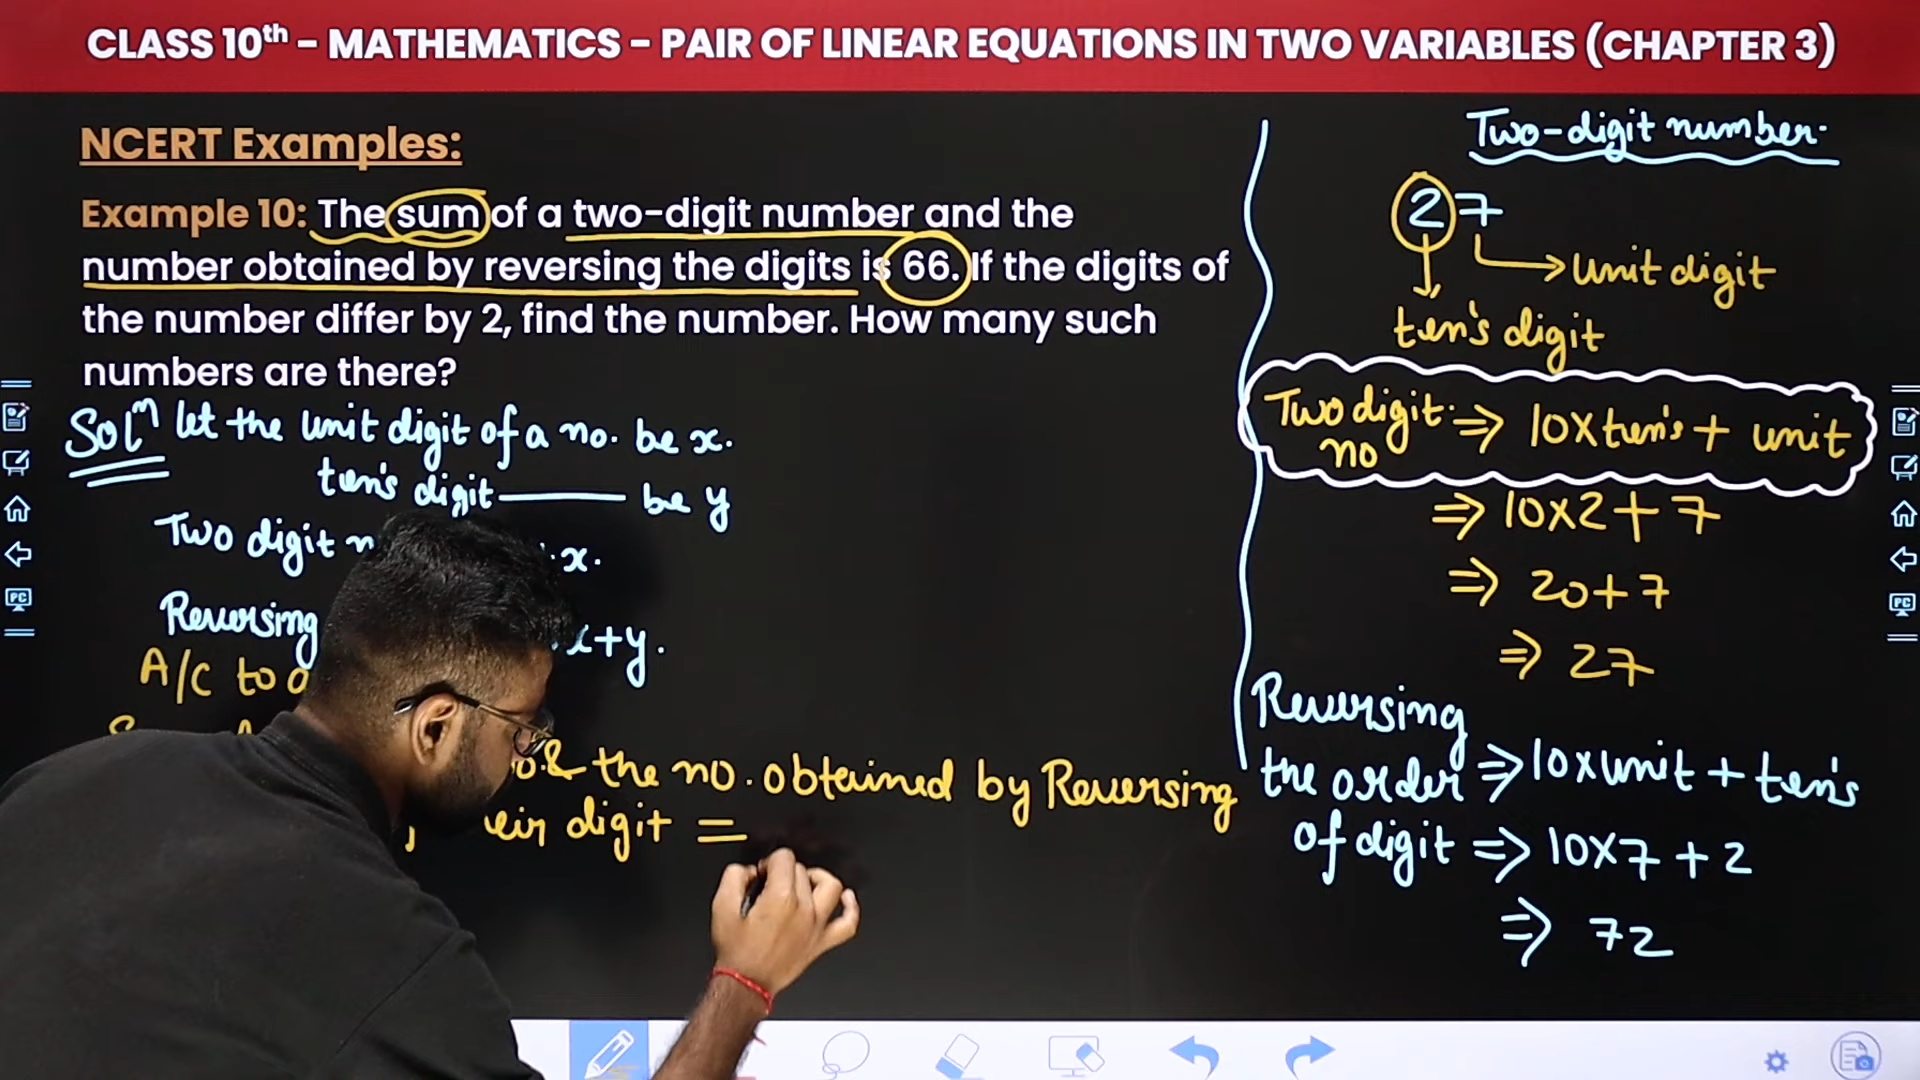 CLASS 10th - MATHEMATICS - PAIR OF LINEAR EQUATIONS IN TWO VARIABLES (CHAPTER 3)
NCERT Examples:
Example 10: The sum of a two-digit number and the
number obtained by reversing the digits is 66. If the digits of
the number differ by 2, find the number. How many such
numbers are there?
Solⁿ let the unit digit of a no. be x.
ten's digit ——— be y
Two digit x.
Reversing x+y.
A/C to
& the no. obtained by Reversing
digit =
Two-digit number.
27
unit digit
ten's digit
Two digit. ⇒ 10×ten's + unit
no
⇒ 10×2+7
⇒ 20+7
⇒ 27
Reversing
the order ⇒ 10×unit + ten's
of digit ⇒ 10×7+2
⇒ 72
PC
PC